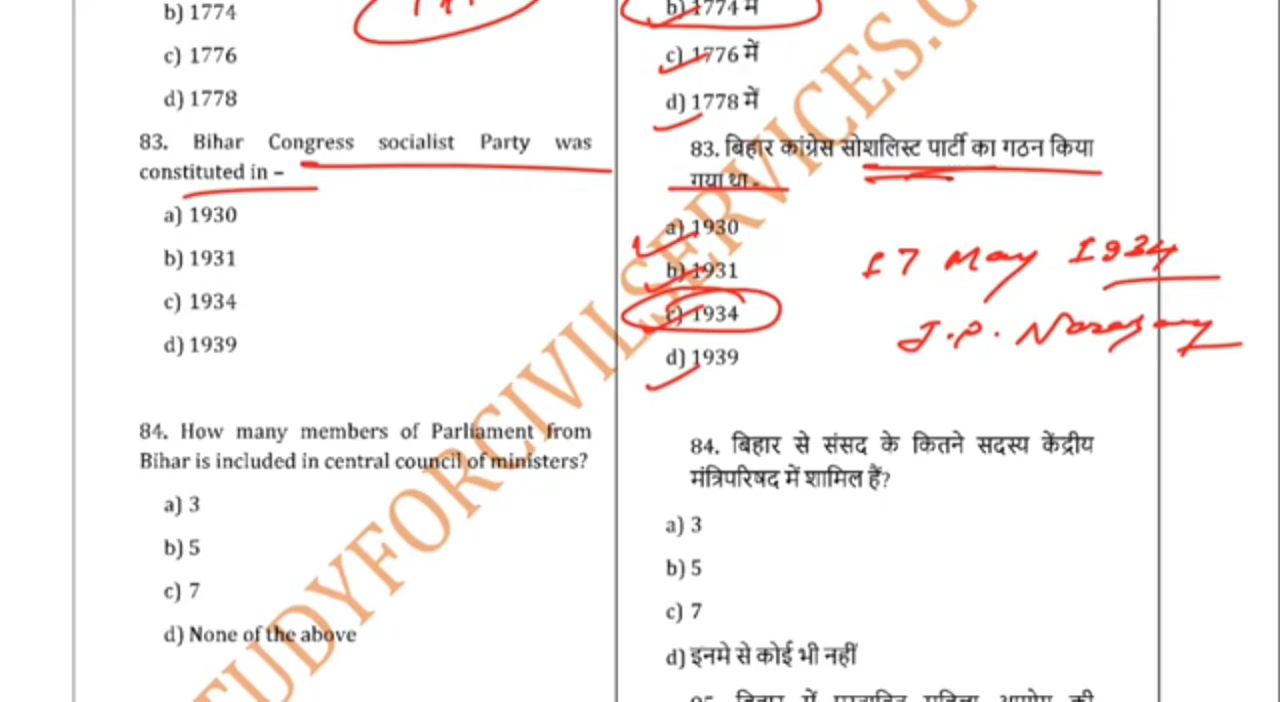 b) 1774
c) 1776
d) 1778
83. Bihar Congress socialist Party was
constituted in –
a) 1930
b) 1931
c) 1934
d) 1939
84. How many members of Parliament from
Bihar is included in central council of ministers?
a) 3
b) 5
c) 7
d) None of the above
b) 1774 में
c) 1776 में
d) 1778 में
83. बिहार कांग्रेस सोशलिस्ट पार्टी का गठन किया
गया था -
a) 1930
b) 1931
c) 1934
d) 1939
17 May 1934
J.P. Narayan
84. बिहार से संसद के कितने सदस्य केंद्रीय
मंत्रिपरिषद में शामिल हैं?
a) 3
b) 5
c) 7
d) इनमे से कोई भी नहीं
STUDYFORCIVILSERVICES.C